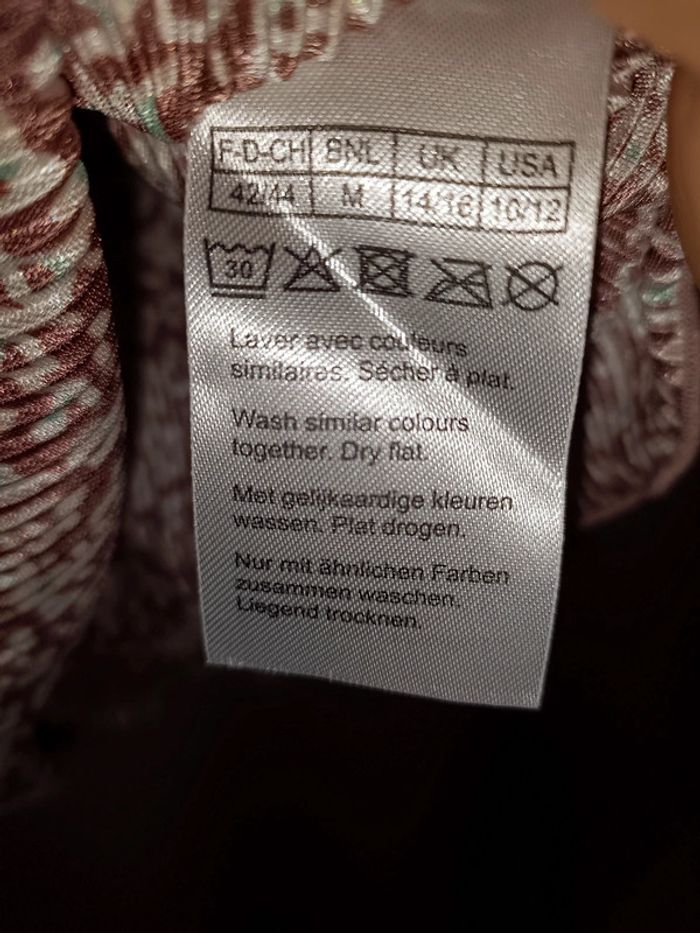 F-D-CH BNL UK USA
42/44 M 14/16 10/12
30
Laver avec couleurs
similaires. Sécher à plat.
Wash similar colours
together. Dry flat.
Met gelijkaardige kleuren
wassen. Plat drogen.
Nur mit ähnlichen Farben
zusammen waschen.
Liegend trocknen.